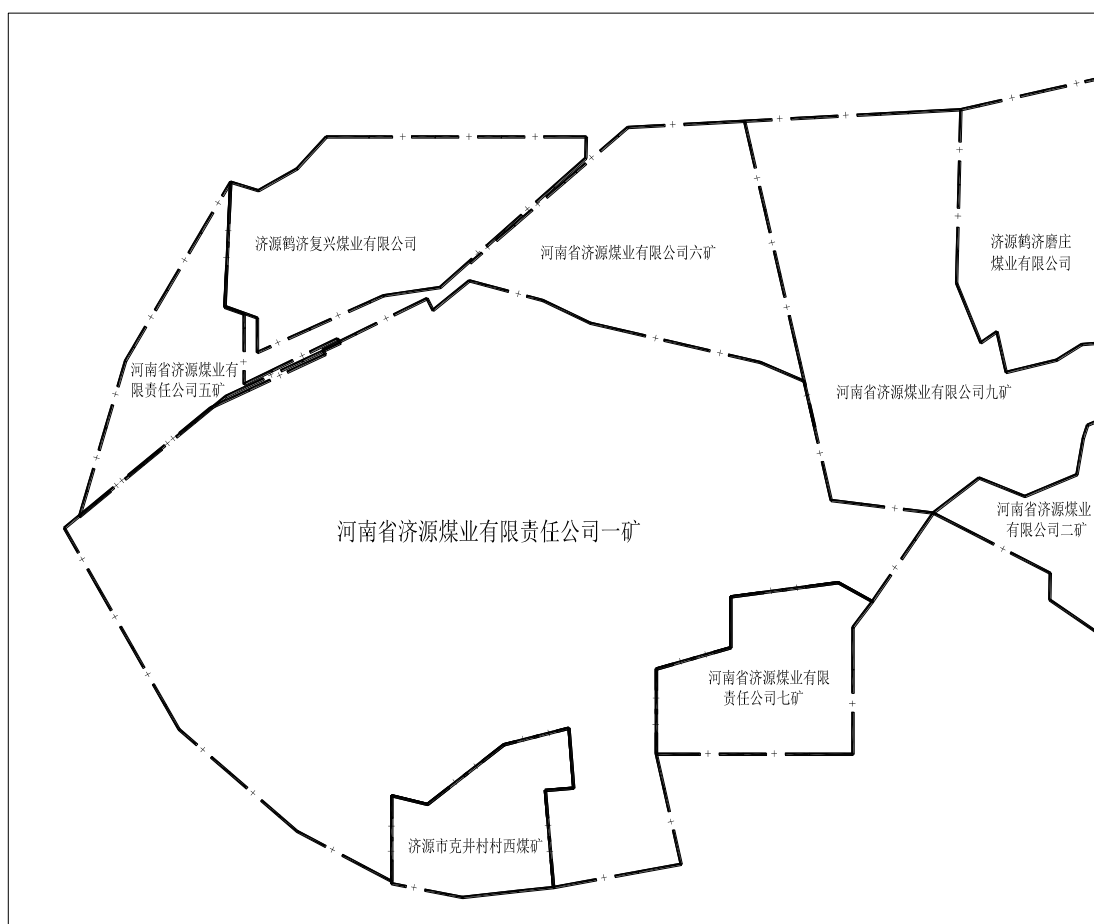 济源鹤济复兴煤业有限公司
河南省济源煤业有限公司六矿
济源鹤济磨庄
煤业有限公司
河南省济源煤业有
限责任公司五矿
河南省济源煤业有限公司九矿
河南省济源煤业有限责任公司一矿
河南省济源煤业
有限公司二矿
河南省济源煤业有限
责任公司七矿
济源市克井村村西煤矿